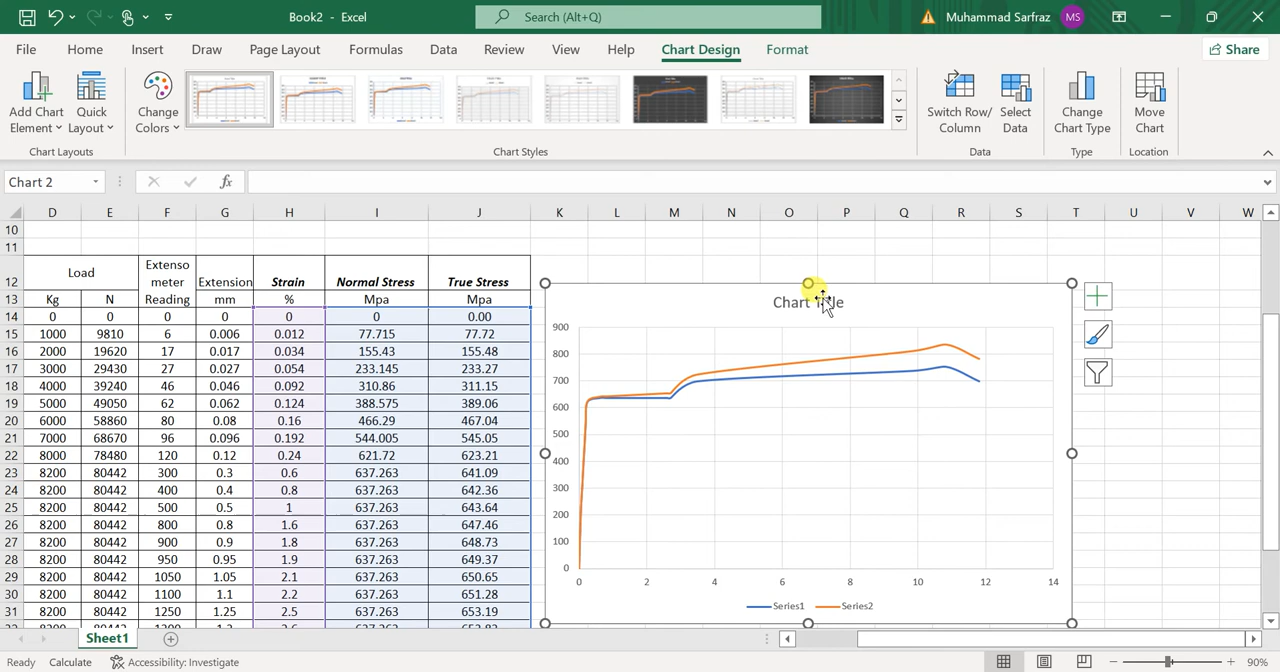 Book2 - Excel
Search (Alt+Q)
Muhammad Sarfraz MS
File Home Insert Draw Page Layout Formulas Data Review View Help Chart Design Format Share
Add Chart Element
Quick Layout
Change Colors
Switch Row/ Column
Select Data
Change Chart Type
Move Chart
Chart Layouts Chart Styles Data Type Location
Chart 2 fx
D E F G H I J K L M N O P Q R S T U V W
10
11
12 Load Extenso meter Extension Strain Normal Stress True Stress
13 Kg N Reading mm % Mpa Mpa
14 0 0 0 0 0 0 0.00
15 1000 9810 6 0.006 0.012 77.715 77.72
16 2000 19620 17 0.017 0.034 155.43 155.48
17 3000 29430 27 0.027 0.054 233.145 233.27
18 4000 39240 46 0.046 0.092 310.86 311.15
19 5000 49050 62 0.062 0.124 388.575 389.06
20 6000 58860 80 0.08 0.16 466.29 467.04
21 7000 68670 96 0.096 0.192 544.005 545.05
22 8000 78480 120 0.12 0.24 621.72 623.21
23 8200 80442 300 0.3 0.6 637.263 641.09
24 8200 80442 400 0.4 0.8 637.263 642.36
25 8200 80442 500 0.5 1 637.263 643.64
26 8200 80442 800 0.8 1.6 637.263 647.46
27 8200 80442 900 0.9 1.8 637.263 648.73
28 8200 80442 950 0.95 1.9 637.263 649.37
29 8200 80442 1050 1.05 2.1 637.263 650.65
30 8200 80442 1100 1.1 2.2 637.263 651.28
31 8200 80442 1250 1.25 2.5 637.263 653.19
Chart Title
900
800
700
600
500
400
300
200
100
0
0 2 4 6 8 10 12 14
Series1 Series2
Sheet1
Ready Calculate Accessibility: Investigate 90%